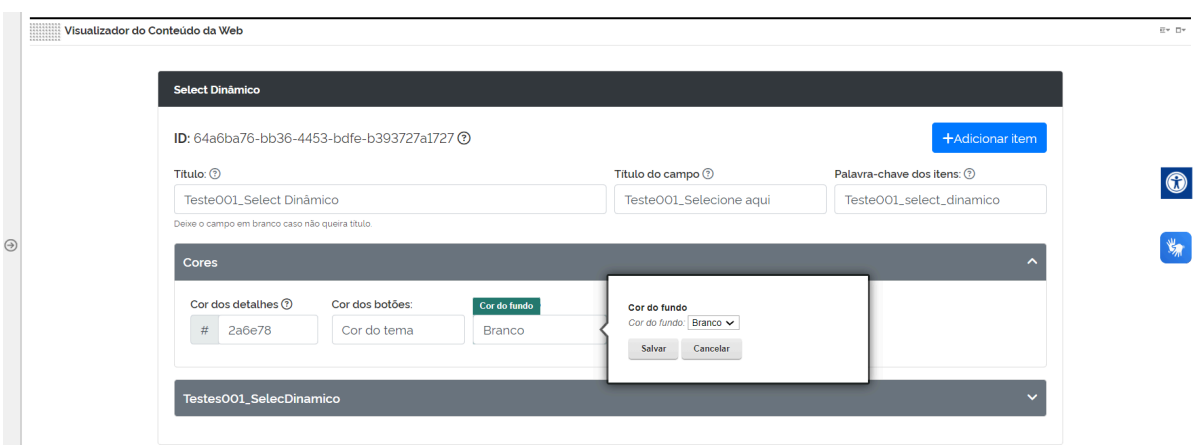 Visualizador do Conteúdo da Web
Select Dinâmico
ID: 64a6ba76-bb36-4453-bdfe-b393727a1727
+Adicionar item
Título: Título do campo Palavra-chave dos itens:
Teste001_Select Dinâmico Teste001_Selecione aqui Teste001_select_dinamico
Deixe o campo em branco caso não queira título.
Cores
Cor dos detalhes Cor dos botões: Cor do fundo
# 2a6e78 Cor do tema Branco
Cor do fundo
Cor do fundo: Branco
Salvar Cancelar
Testes001_SelecDinamico